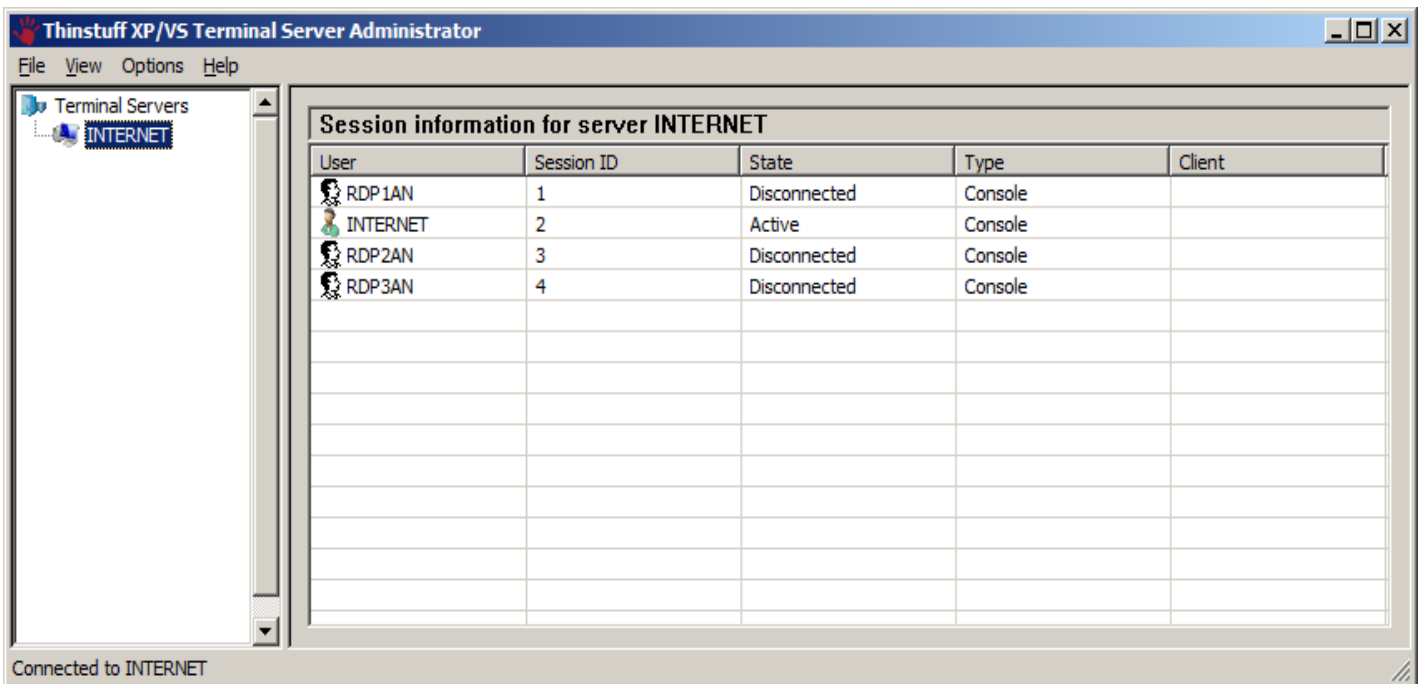 Thinstuff XP/VS Terminal Server Administrator
File View Options Help
Terminal Servers
INTERNET
Session information for server INTERNET
User Session ID State Type Client
RDP1AN 1 Disconnected Console
INTERNET 2 Active Console
RDP2AN 3 Disconnected Console
RDP3AN 4 Disconnected Console
Connected to INTERNET